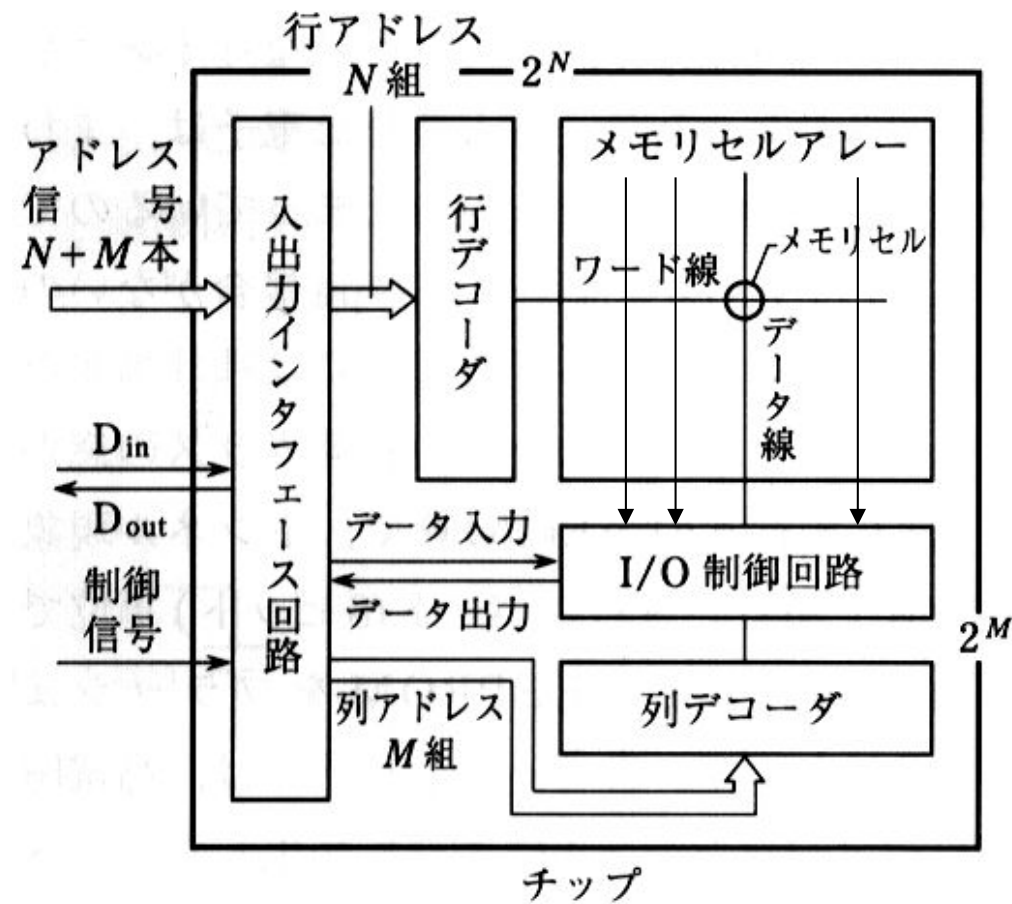 行アドレス
N組
2^N
アドレス
信号
N+M本
入出力インタフェース回路
行デコーダ
メモリセルアレー
メモリセル
ワード線
データ線
Din
Dout
制御
信号
データ入力
データ出力
I/O 制御回路
2^M
列アドレス
M組
列デコーダ
チップ